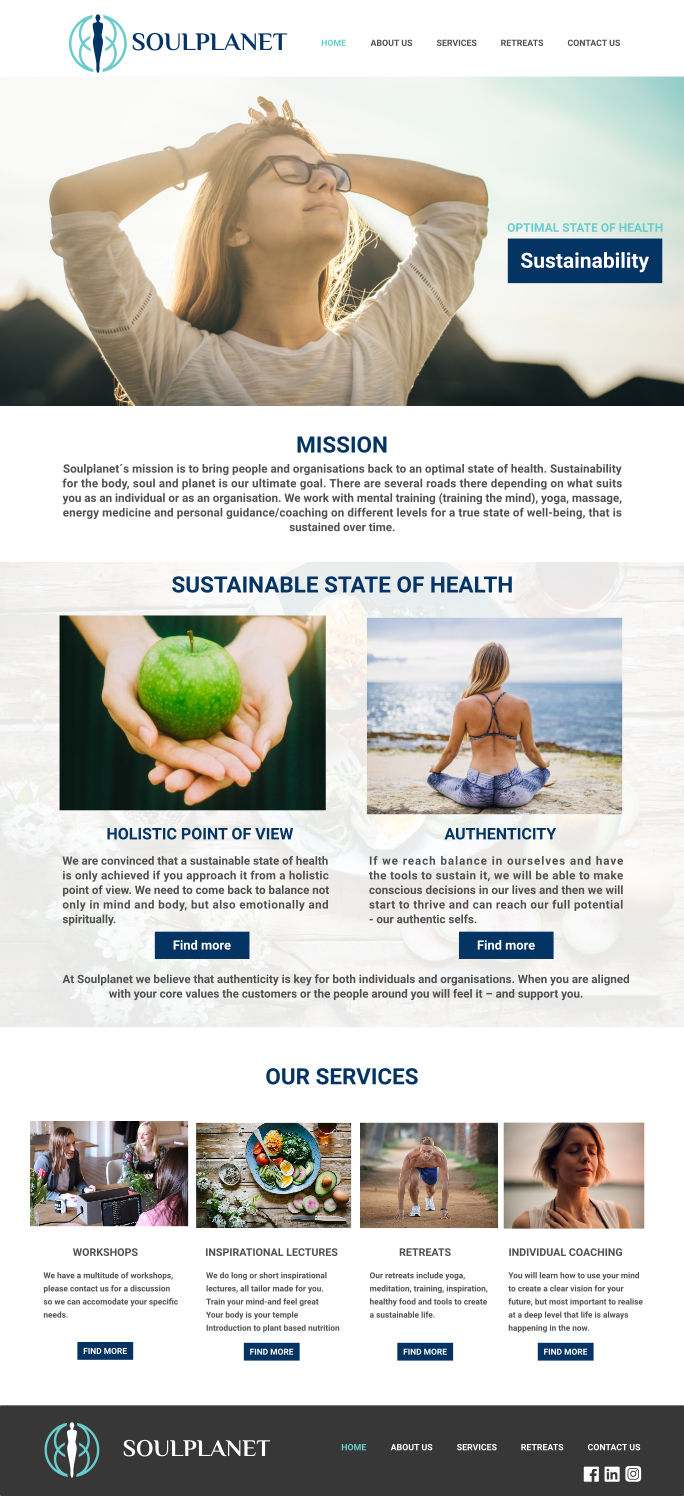 SOULPLANET
HOME ABOUT US SERVICES RETREATS CONTACT US
OPTIMAL STATE OF HEALTH
Sustainability
MISSION
Soulplanet´s mission is to bring people and organisations back to an optimal state of health. Sustainability
for the body, soul and planet is our ultimate goal. There are several roads there depending on what suits
you as an individual or as an organisation. We work with mental training (training the mind), yoga, massage,
energy medicine and personal guidance/coaching on different levels for a true state of well-being, that is
sustained over time.
SUSTAINABLE STATE OF HEALTH
HOLISTIC POINT OF VIEW
We are convinced that a sustainable state of health
is only achieved if you approach it from a holistic
point of view. We need to come back to balance not
only in mind and body, but also emotionally and
spiritually.
Find more
AUTHENTICITY
If we reach balance in ourselves and have
the tools to sustain it, we will be able to make
conscious decisions in our lives and then we will
start to thrive and can reach our full potential
- our authentic selfs.
Find more
At Soulplanet we believe that authenticity is key for both individuals and organisations. When you are aligned
with your core values the customers or the people around you will feel it – and support you.
OUR SERVICES
WORKSHOPS
We have a multitude of workshops,
please contact us for a discussion
so we can accomodate your specific
needs.
FIND MORE
INSPIRATIONAL LECTURES
We do long or short inspirational
lectures, all tailor made for you.
Train your mind-and feel great
Your body is your temple
Introduction to plant based nutrition
FIND MORE
RETREATS
Our retreats include yoga,
meditation, training, inspiration,
healthy food and tools to create
a sustainable life.
FIND MORE
INDIVIDUAL COACHING
You will learn how to use your mind
to create a clear vision for your
future, but most important to realise
at a deep level that life is always
happening in the now.
FIND MORE
SOULPLANET
HOME ABOUT US SERVICES RETREATS CONTACT US